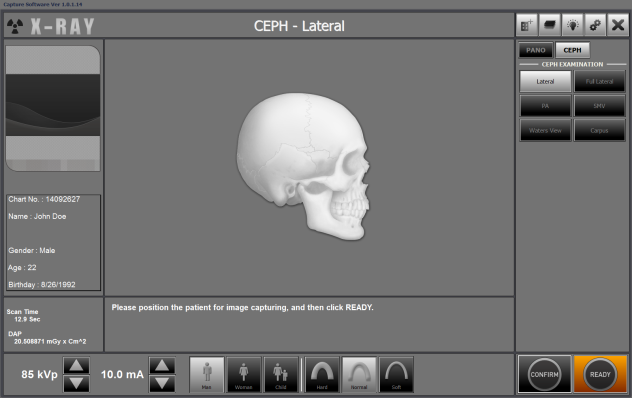 Capture Software Ver 1.0.1.14
X-RAY
CEPH - Lateral
PANO
CEPH
CEPH EXAMINATION
Lateral
Full Lateral
PA
SMV
Waters View
Carpus
Chart No. : 14092627
Name : John Doe
Gender : Male
Age : 22
Birthday : 8/26/1992
Scan Time
12.9 Sec
DAP
20.508871 mGy x Cm^2
Please position the patient for image capturing, and then click READY.
85 kVp
10.0 mA
Man
Woman
Child
Hard
Normal
Soft
CONFIRM
READY